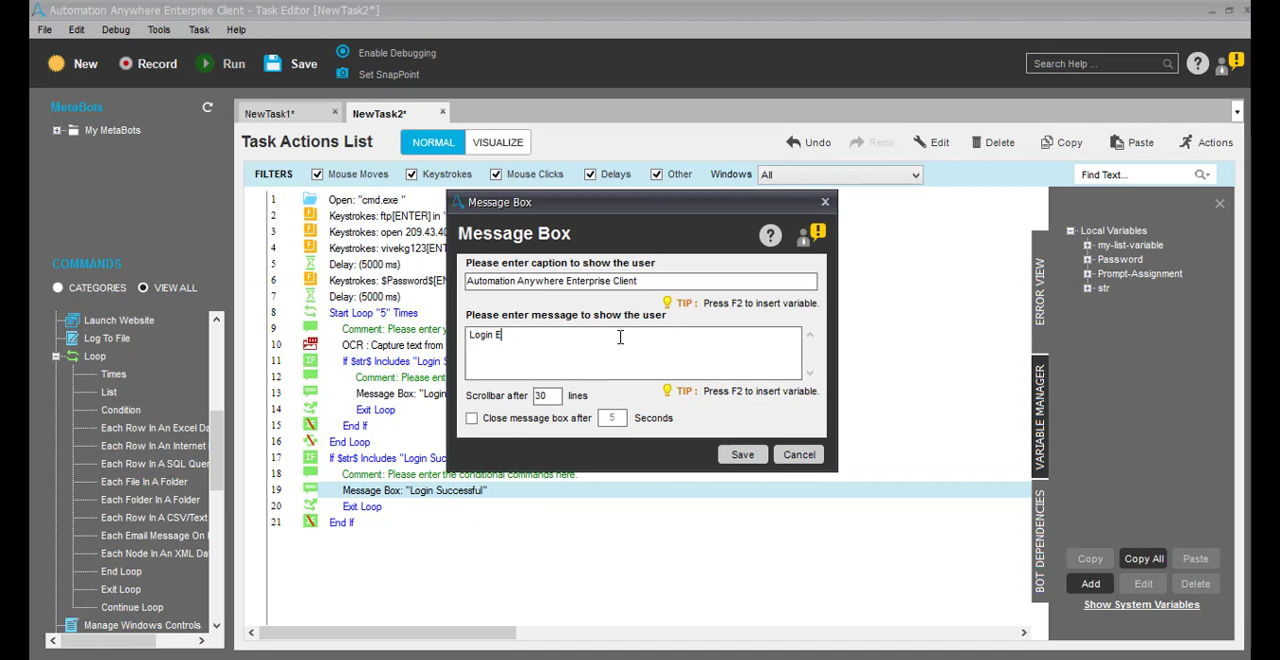 Automation Anywhere Enterprise Client - Task Editor [NewTask2*]
File Edit Debug Tools Task Help
New Record Run Save
Enable Debugging
Set SnapPoint
Search Help ...
MetaBots
My MetaBots
NewTask1* NewTask2*
Task Actions List NORMAL VISUALIZE Undo Redo Edit Delete Copy Paste Actions
FILTERS Mouse Moves Keystrokes Mouse Clicks Delays Other Windows All Find Text...
COMMANDS
CATEGORIES VIEW ALL
Launch Website
Log To File
Loop
Times
List
Condition
Each Row In An Excel Da
Each Row In An Internet
Each Row In A SQL Quer
Each File In A Folder
Each Folder In A Folder
Each Row In A CSV/Text
Each Email Message On
Each Node In An XML Da
End Loop
Exit Loop
Continue Loop
Manage Windows Controls
1 Open: "cmd.exe "
2 Keystrokes: ftp[ENTER] in "
3 Keystrokes: open 209.43.40
4 Keystrokes: vivekg123[ENT
5 Delay: (5000 ms)
6 Keystrokes: $Password$[EN
7 Delay: (5000 ms)
8 Start Loop "5" Times
9 Comment: Please enter y
10 OCR : Capture text from
11 If $str$ Includes "Login S
12 Comment: Please ent
13 Message Box: "Login
14 Exit Loop
15 End If
16 End Loop
17 If $str$ Includes "Login Suc
18 Comment: Please enter the conditional commands here.
19 Message Box: "Login Successful"
20 Exit Loop
21 End If
Message Box
Message Box
Please enter caption to show the user
Automation Anywhere Enterprise Client
TIP : Press F2 to insert variable.
Please enter message to show the user
Login E
TIP : Press F2 to insert variable.
Scrollbar after 30 lines
Close message box after 5 Seconds
Save Cancel
ERROR VIEW
VARIABLE MANAGER
BOT DEPENDENCIES
Local Variables
my-list-variable
Password
Prompt-Assignment
str
Copy Copy All Paste
Add Edit Delete
Show System Variables